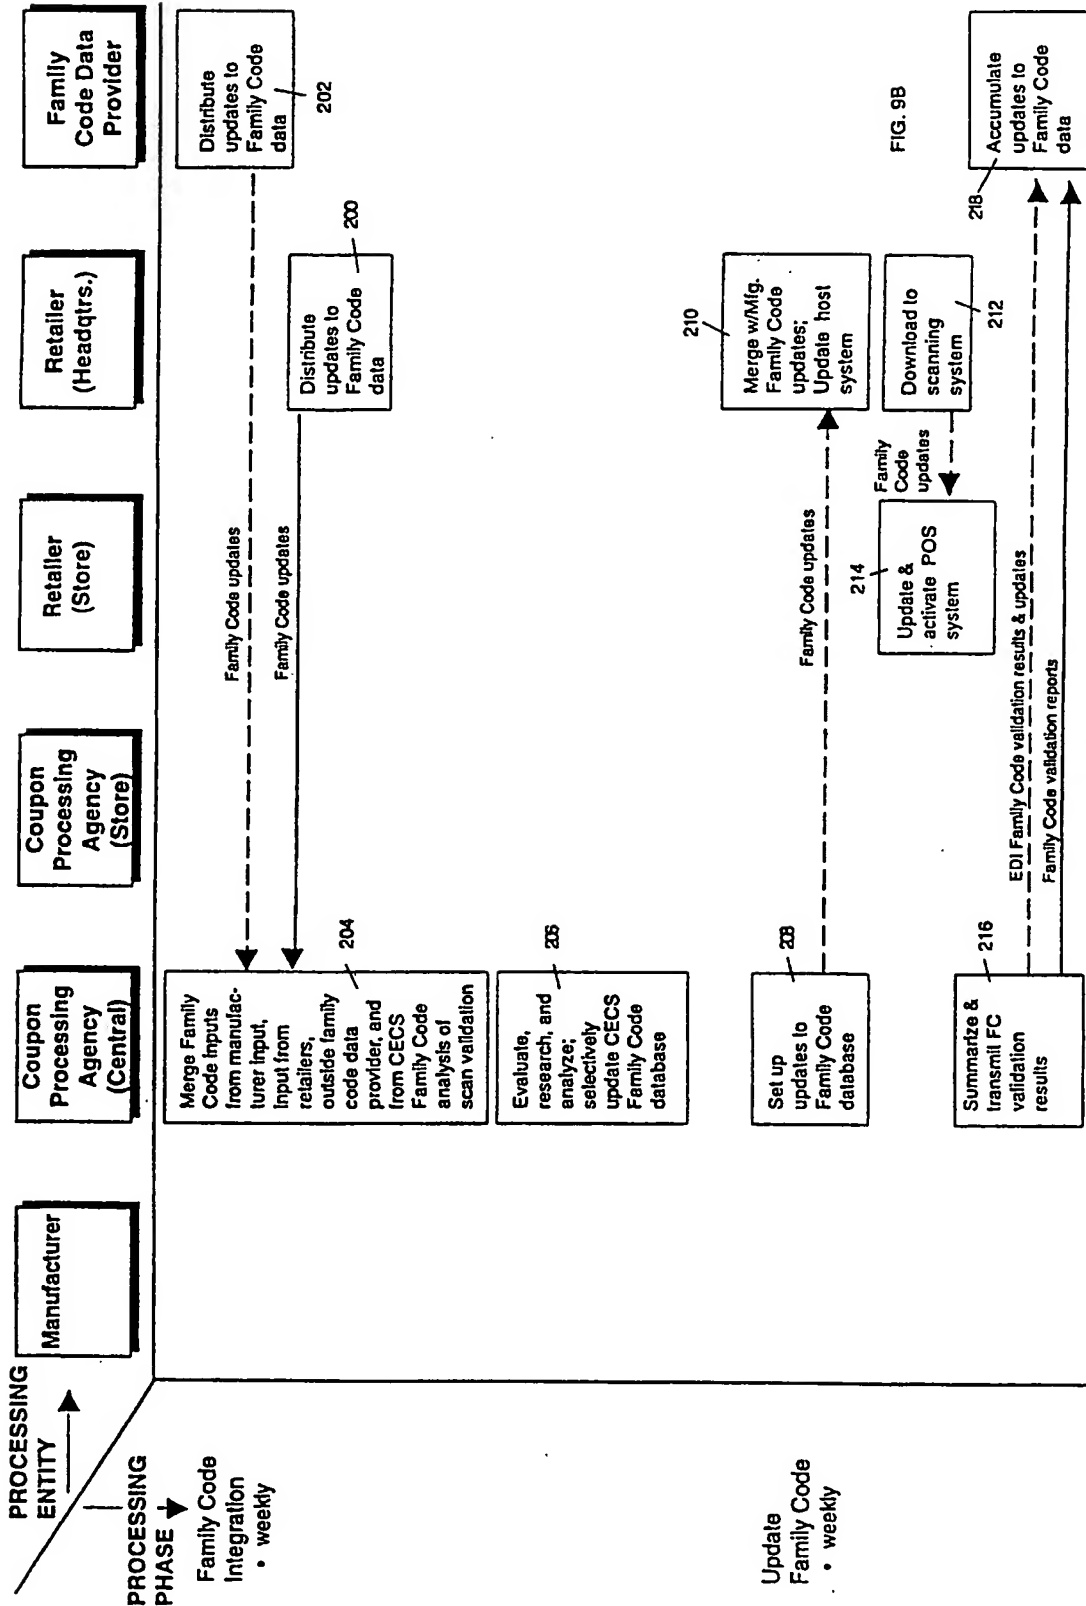 PROCESSING
ENTITY
PROCESSING
PHASE
Manufacturer
Coupon
Processing
Agency
(Central)
Coupon
Processing
Agency
(Store)
Retailer
(Store)
Retailer
(Headqtrs.)
Family
Code Data
Provider
Family Code
Integration
• weekly
Distribute
updates to
Family Code
data
202
Family Code updates
Distribute
updates to
Family Code
data
200
Family Code updates
Merge Family
Code inputs
from manufac-
turer input,
input from
retailers,
outside family
code data
provider, and
from CECS
Family Code
analysis of
scan validation
204
Evaluate,
research, and
analyze;
selectively
update CECS
Family Code
database
206
Update
Family Code
• weekly
Set up
updates to
Family Code
database
208
Family Code updates
210
Merge w/Mfg.
Family Code
updates;
Update host
system
Download to
scanning
system
212
Family
Code
updates
214
Update &
activate POS
system
FIG. 9B
Summarize &
transmit FC
validation
results
216
EDI Family Code validation results & updates
Family Code validation reports
218
Accumulate
updates to
Family Code
data